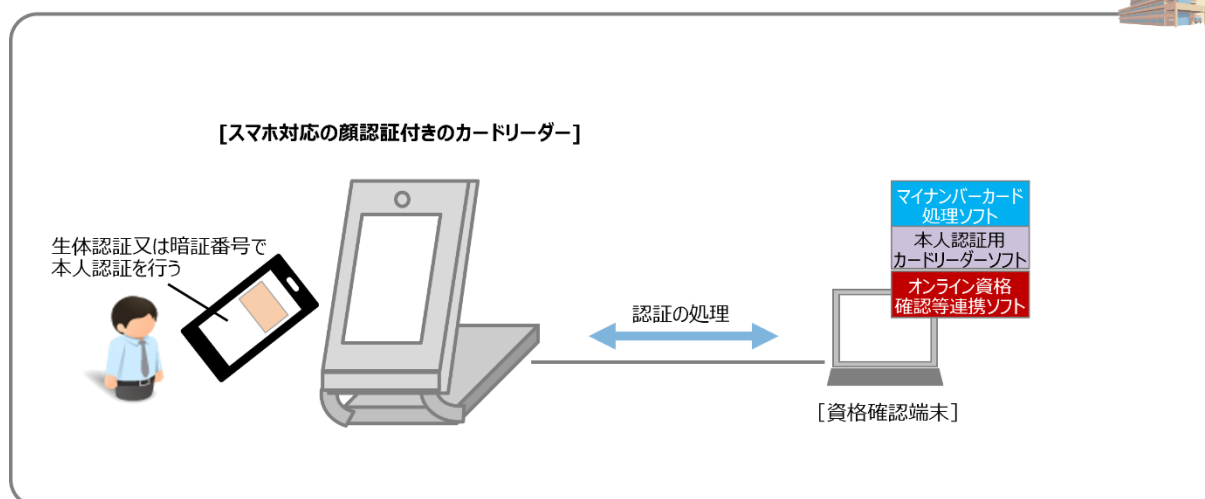 [スマホ対応の顔認証付きのカードリーダー]
生体認証又は暗証番号で
本人認証を行う
認証の処理
マイナンバーカード
処理ソフト
本人認証用
カードリーダーソフト
オンライン資格
確認等連携ソフト
[資格確認端末]